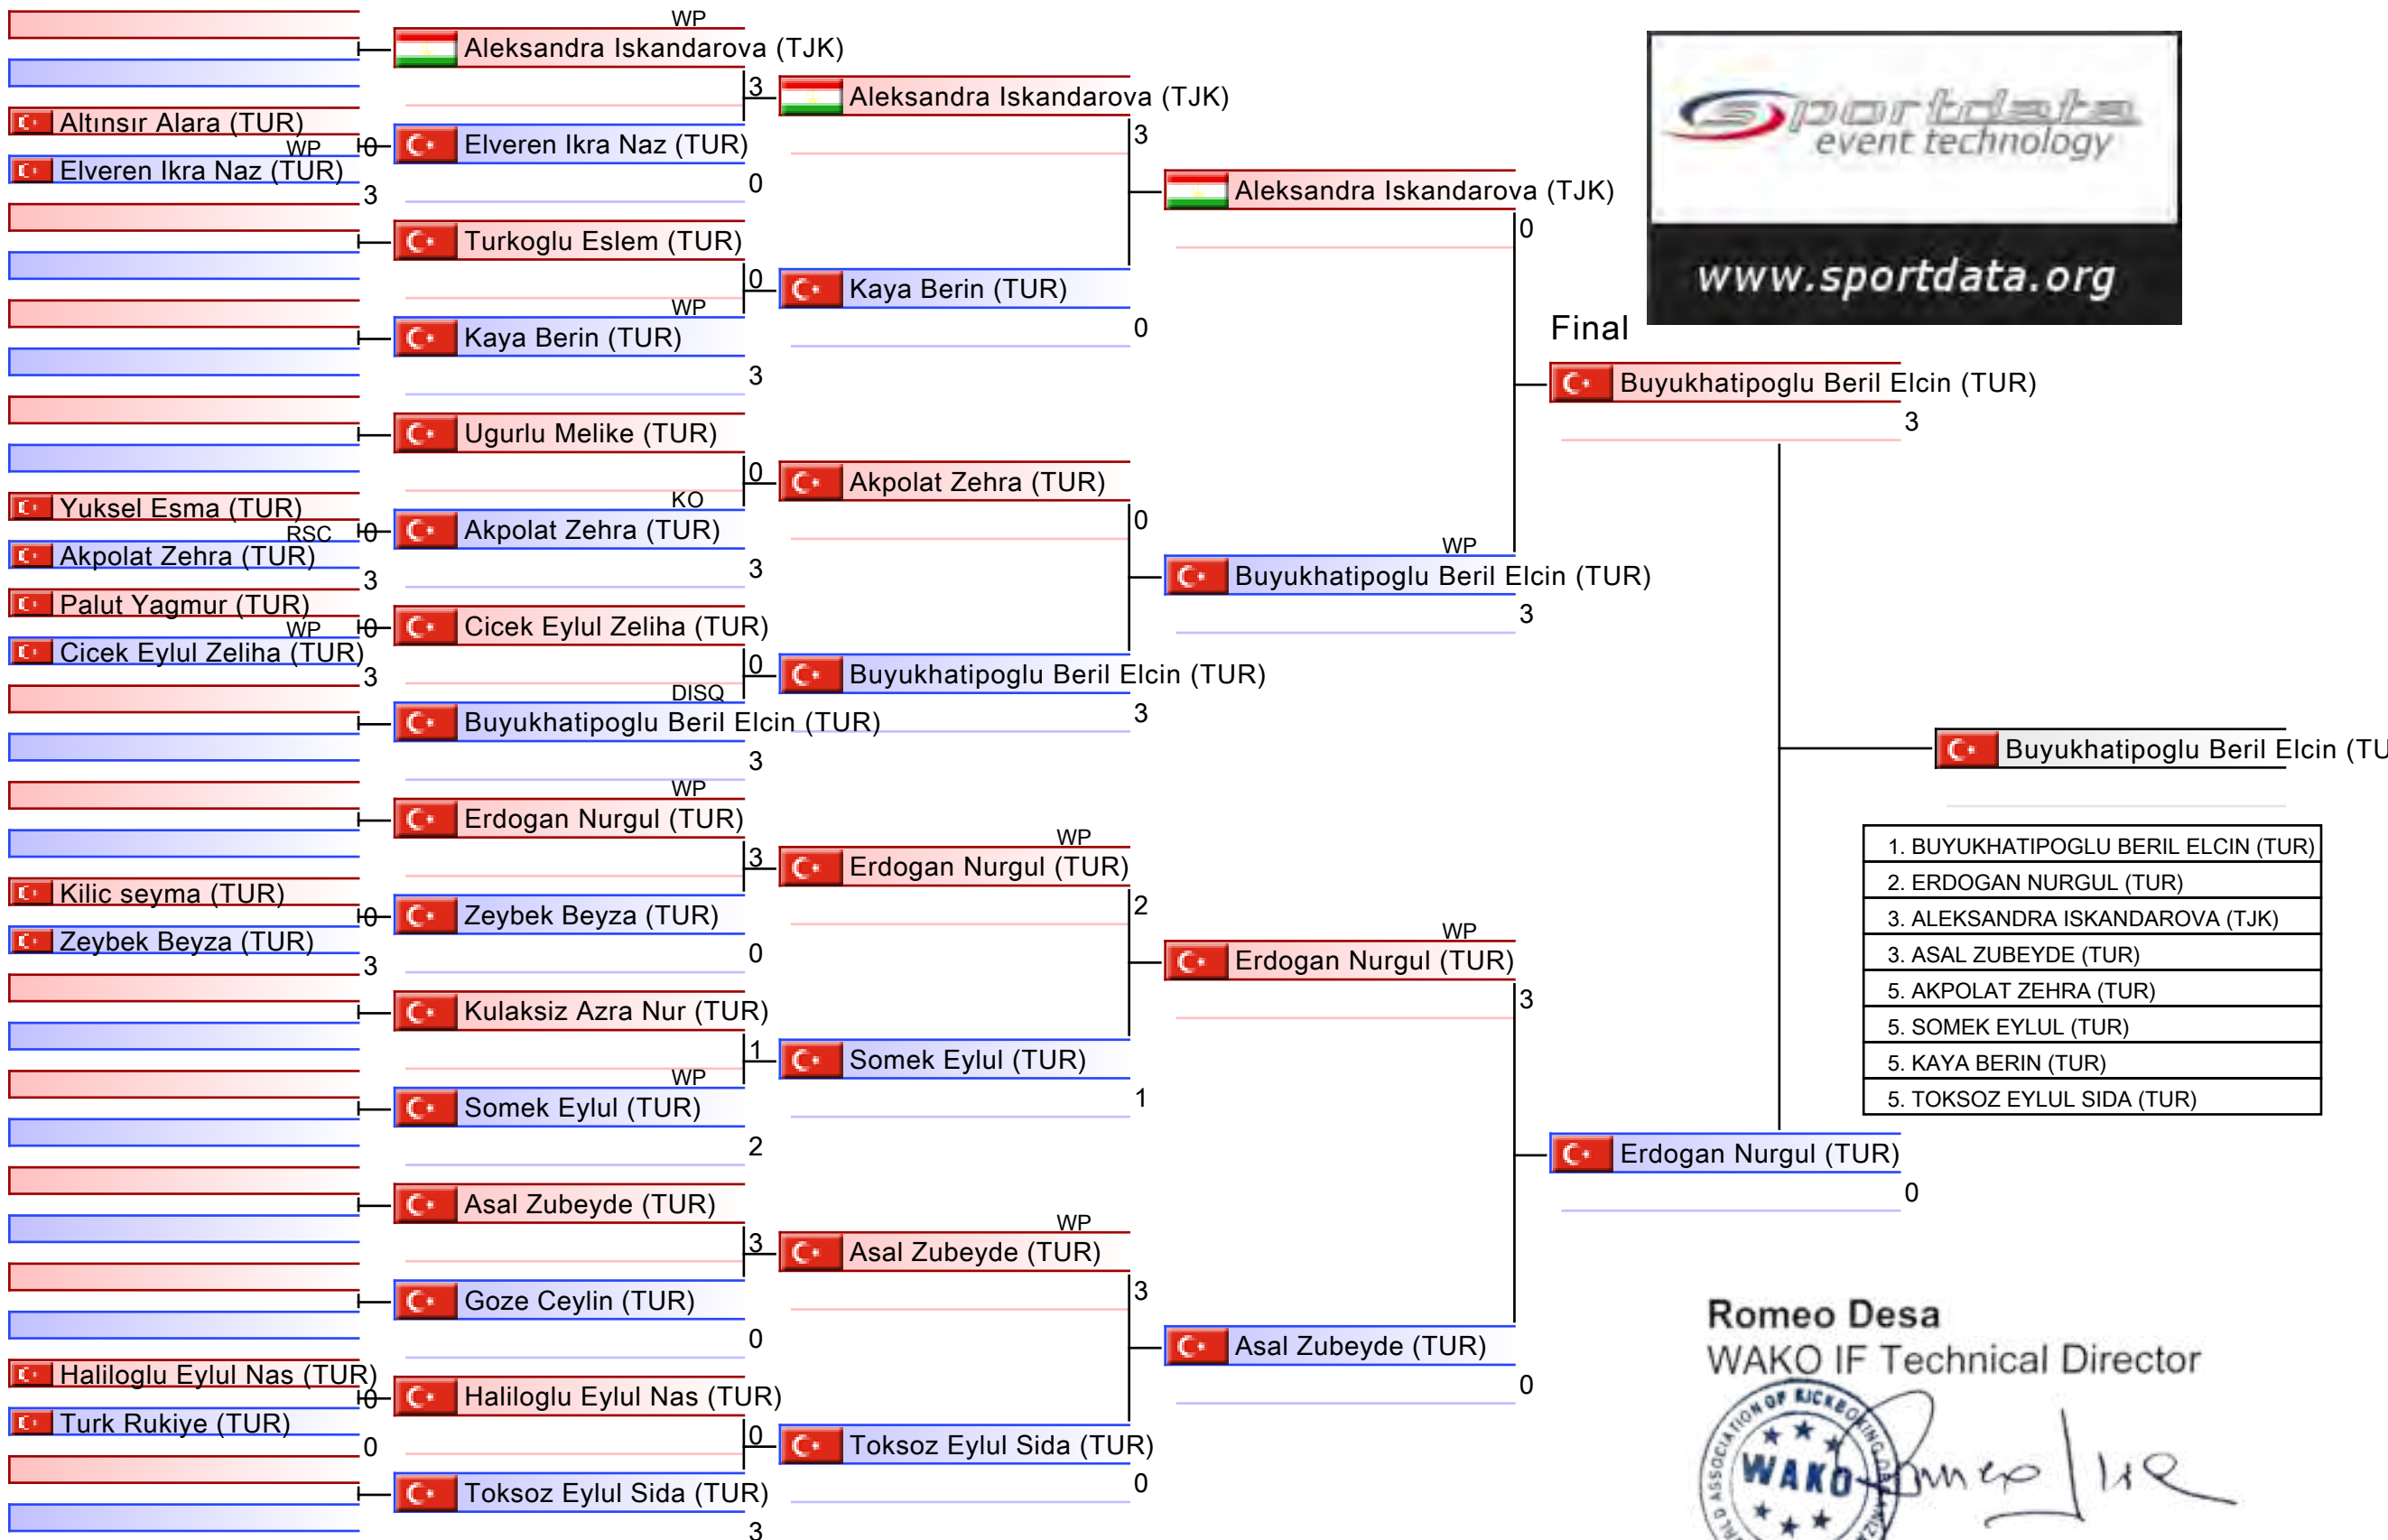 Altınsır Alara (TUR)
0
WP
Elveren Ikra Naz (TUR)
3
Yuksel Esma (TUR)
0
RSC
Akpolat Zehra (TUR)
3
Palut Yagmur (TUR)
0
WP
Cicek Eylul Zeliha (TUR)
3
Kilic seyma (TUR)
0
Zeybek Beyza (TUR)
3
Haliloglu Eylul Nas (TUR)
0
Turk Rukiye (TUR)
0
WP
Aleksandra Iskandarova (TJK)
3
Elveren Ikra Naz (TUR)
0
Turkoglu Eslem (TUR)
0
WP
Kaya Berin (TUR)
3
Ugurlu Melike (TUR)
0
KO
Akpolat Zehra (TUR)
3
Cicek Eylul Zeliha (TUR)
0
DISQ
Buyukhatipoglu Beril Elcin (TUR)
3
WP
Erdogan Nurgul (TUR)
3
Zeybek Beyza (TUR)
0
Kulaksiz Azra Nur (TUR)
1
WP
Somek Eylul (TUR)
2
Asal Zubeyde (TUR)
3
Goze Ceylin (TUR)
0
Haliloglu Eylul Nas (TUR)
0
Toksoz Eylul Sida (TUR)
3
Aleksandra Iskandarova (TJK)
3
Kaya Berin (TUR)
0
Akpolat Zehra (TUR)
0
Buyukhatipoglu Beril Elcin (TUR)
3
WP
Erdogan Nurgul (TUR)
2
Somek Eylul (TUR)
1
WP
Asal Zubeyde (TUR)
3
Toksoz Eylul Sida (TUR)
0
Aleksandra Iskandarova (TJK)
0
WP
Buyukhatipoglu Beril Elcin (TUR)
3
WP
Erdogan Nurgul (TUR)
3
Asal Zubeyde (TUR)
0
sportdata
event technology
www.sportdata.org
Final
Buyukhatipoglu Beril Elcin (TUR)
3
Erdogan Nurgul (TUR)
0
Buyukhatipoglu Beril Elcin (TU
1. BUYUKHATIPOGLU BERIL ELCIN (TUR)
2. ERDOGAN NURGUL (TUR)
3. ALEKSANDRA ISKANDAROVA (TJK)
3. ASAL ZUBEYDE (TUR)
5. AKPOLAT ZEHRA (TUR)
5. SOMEK EYLUL (TUR)
5. KAYA BERIN (TUR)
5. TOKSOZ EYLUL SIDA (TUR)
Romeo Desa
WAKO IF Technical Director
ASSOCIATION OF KICKBOXING
WAKO